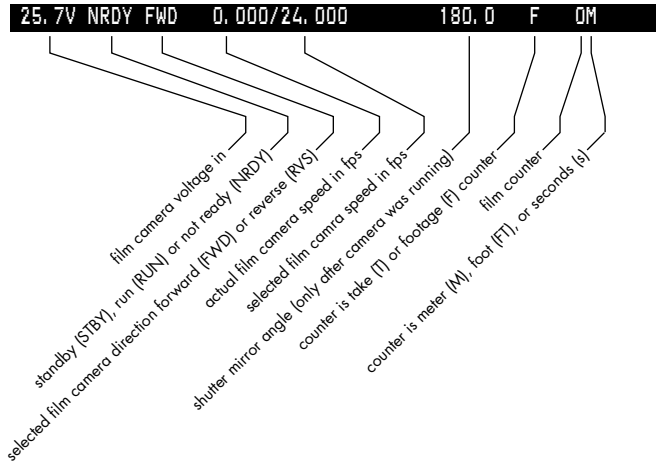 25.7V NRDY FWD 0.000/24.000 180.0 F 0M
film camera voltage in
standby (STBY), run (RUN) or not ready (NRDY)
selected film camera direction forward (FWD) or reverse (RVS)
actual film camera speed in fps
selected film camra speed in fps
shutter mirror angle (only after camera was running)
counter is take (T) or footage (F) counter
film counter
counter is meter (M), foot (FT), or seconds (s)